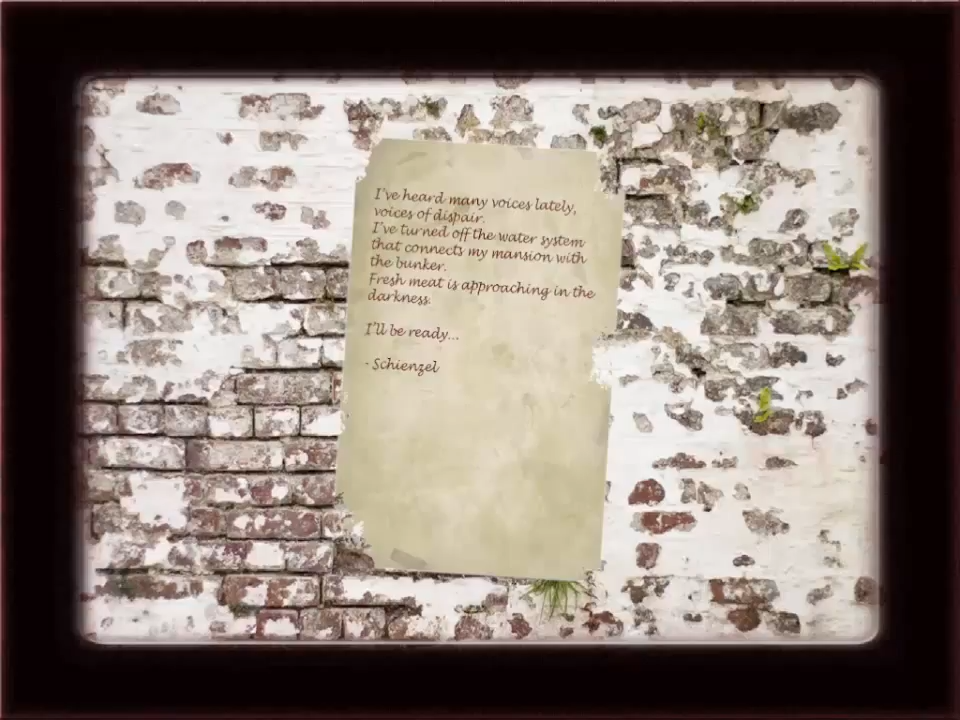 I've heard many voices lately,
voices of dispair.
I've turned off the water system
that connects my mansion with
the bunker.
Fresh meat is approaching in the
darkness.
I'll be ready...
- Schienzel